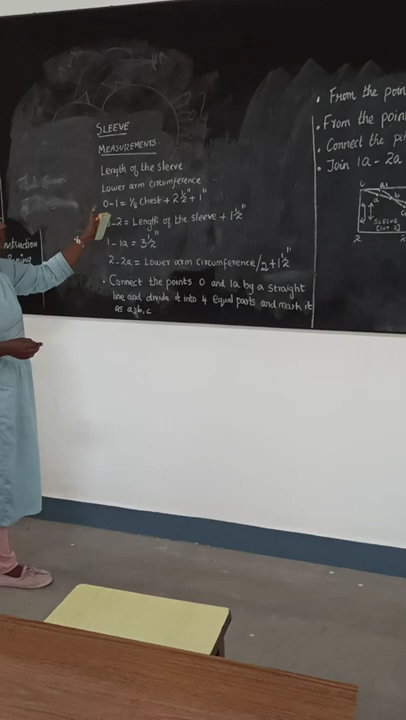 SLEEVE
MEASUREMENTS:
Length of the sleeve
Lower arm circumference
0-1 = 1/8 chest + 2 1/2" + 1"
-2 = Length of the sleeve + 1 1/2"
1-1a = 3 1/2"
2-2a = Lower arm circumference/2 + 1 1/2"
• Connect the points 0 and 1a by a straight
line and divide it into 4 equal parts and mark it
as a, b, c
• From the poin
• From the poin
• Connect the
• Join 1a - 2a
SLEEVE
2